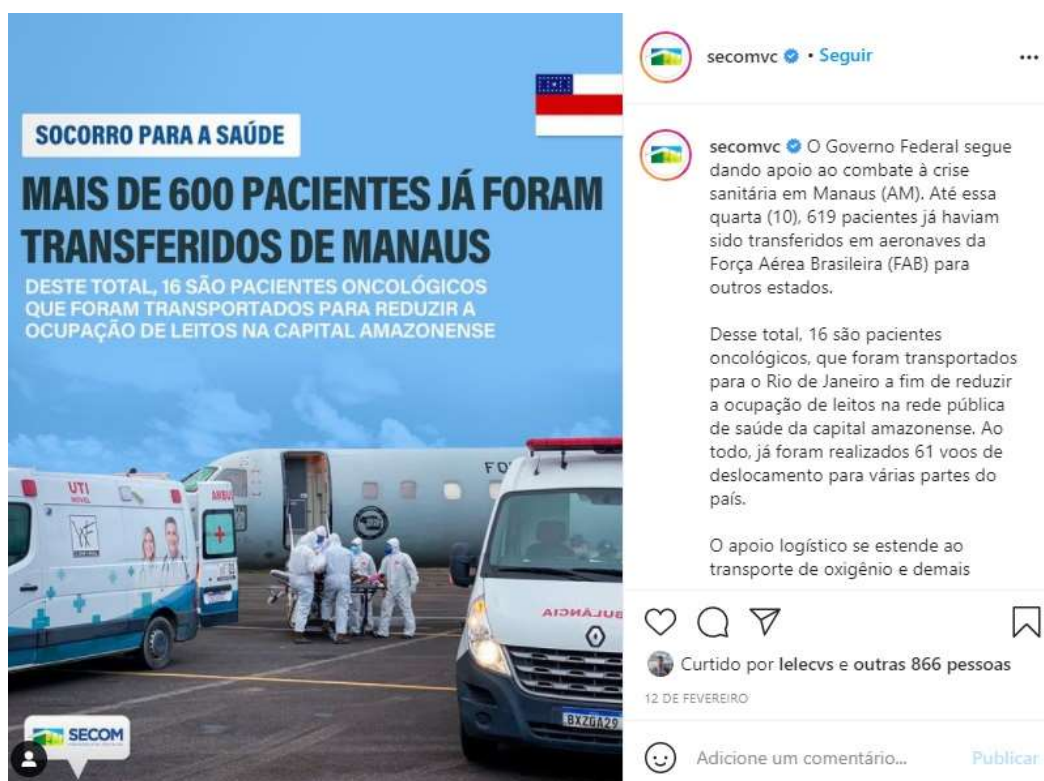 SOCORRO PARA A SAÚDE
MAIS DE 600 PACIENTES JÁ FORAM
TRANSFERIDOS DE MANAUS
DESTE TOTAL, 16 SÃO PACIENTES ONCOLÓGICOS
QUE FORAM TRANSPORTADOS PARA REDUZIR A
OCUPAÇÃO DE LEITOS NA CAPITAL AMAZONENSE
UTI
MÓVEL
AMBU
FO
AMBULÂNCIA
BXZ6A29
SECOM
secomvc • Seguir
secomvc O Governo Federal segue
dando apoio ao combate à crise
sanitária em Manaus (AM). Até essa
quarta (10), 619 pacientes já haviam
sido transferidos em aeronaves da
Força Aérea Brasileira (FAB) para
outros estados.
Desse total, 16 são pacientes
oncológicos, que foram transportados
para o Rio de Janeiro a fim de reduzir
a ocupação de leitos na rede pública
de saúde da capital amazonense. Ao
todo, já foram realizados 61 voos de
deslocamento para várias partes do
país.
O apoio logístico se estende ao
transporte de oxigênio e demais
Curtido por lelecvs e outras 866 pessoas
12 DE FEVEREIRO
Adicione um comentário...
Publicar